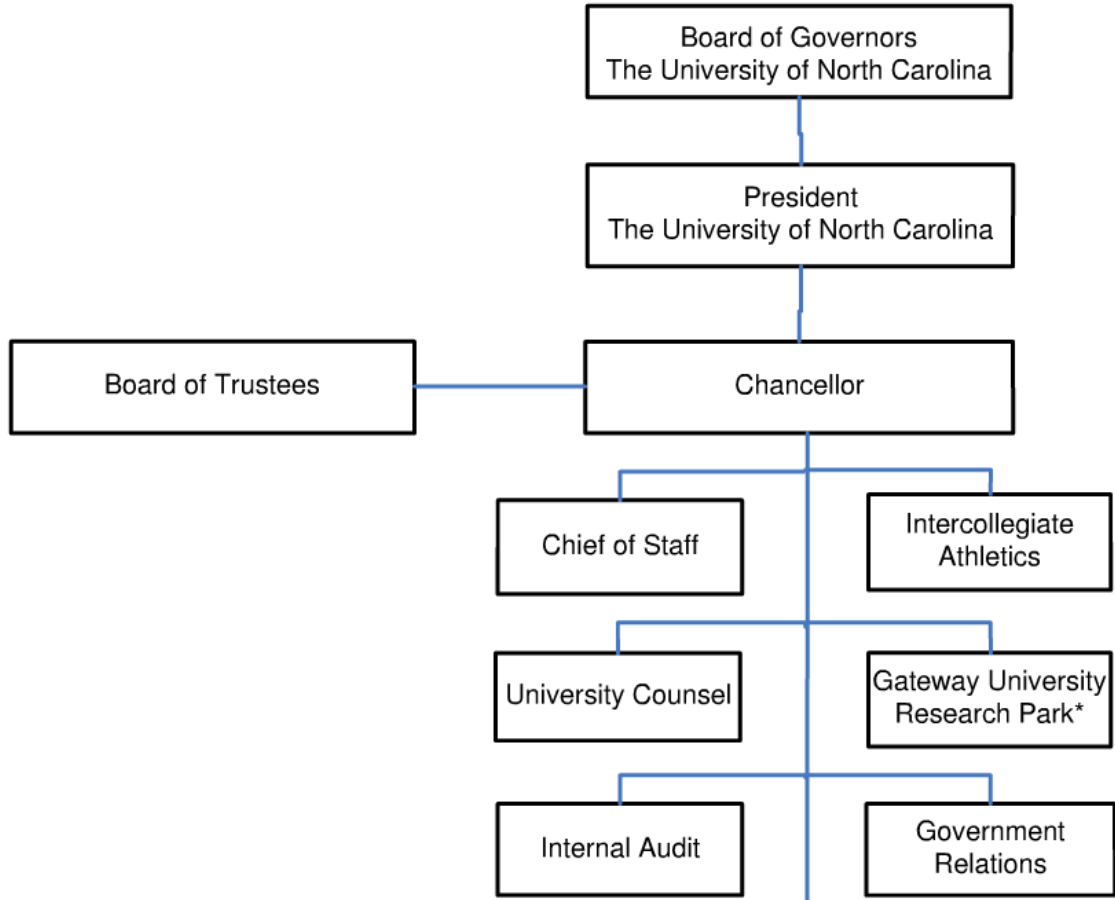 Board of Governors
The University of North Carolina
President
The University of North Carolina
Board of Trustees
Chancellor
Chief of Staff
Intercollegiate
Athletics
University Counsel
Gateway University
Research Park*
Internal Audit
Government
Relations